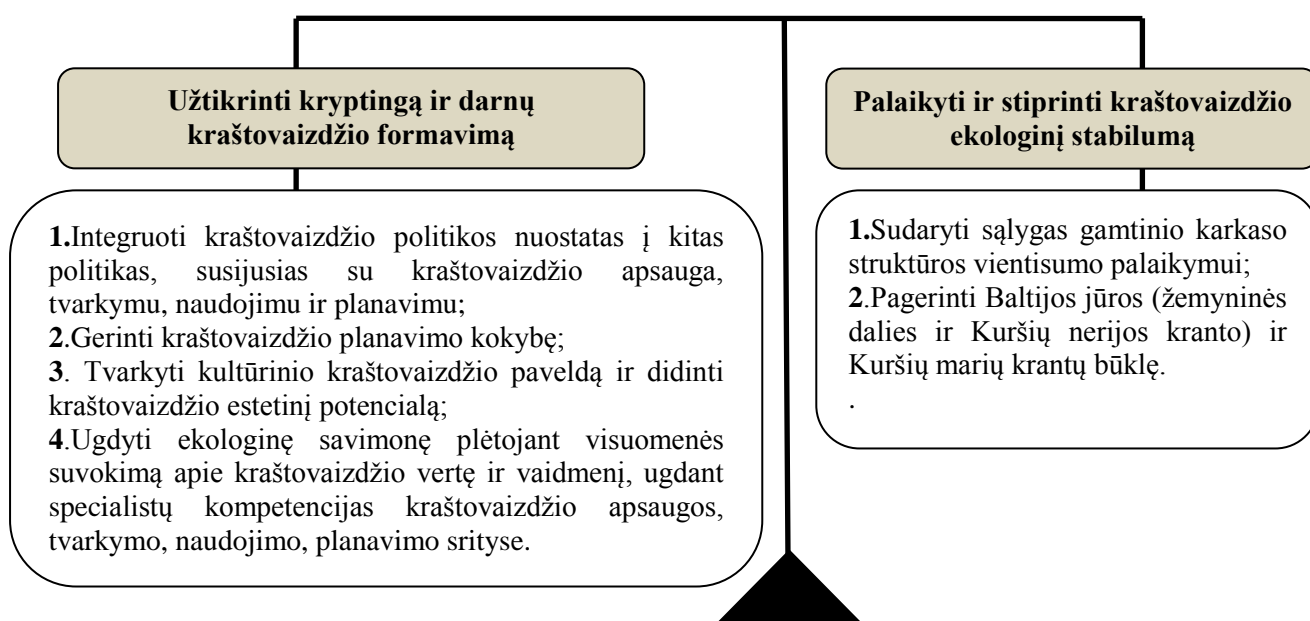 Užtikrinti kryptingą ir darnų
kraštovaizdžio formavimą
1.Integruoti kraštovaizdžio politikos nuostatas į kitas
politikas, susijusias su kraštovaizdžio apsauga,
tvarkymu, naudojimu ir planavimu;
2.Gerinti kraštovaizdžio planavimo kokybę;
3. Tvarkyti kultūrinio kraštovaizdžio paveldą ir didinti
kraštovaizdžio estetinį potencialą;
4.Ugdyti ekologinę savimonę plėtojant visuomenės
suvokimą apie kraštovaizdžio vertę ir vaidmenį, ugdant
specialistų kompetencijas kraštovaizdžio apsaugos,
tvarkymo, naudojimo, planavimo srityse.
Palaikyti ir stiprinti kraštovaizdžio
ekologinį stabilumą
1.Sudaryti sąlygas gamtinio karkaso
struktūros vientisumo palaikymui;
2.Pagerinti Baltijos jūros (žemyninės
dalies ir Kuršių nerijos kranto) ir
Kuršių marių krantų būklę.
.